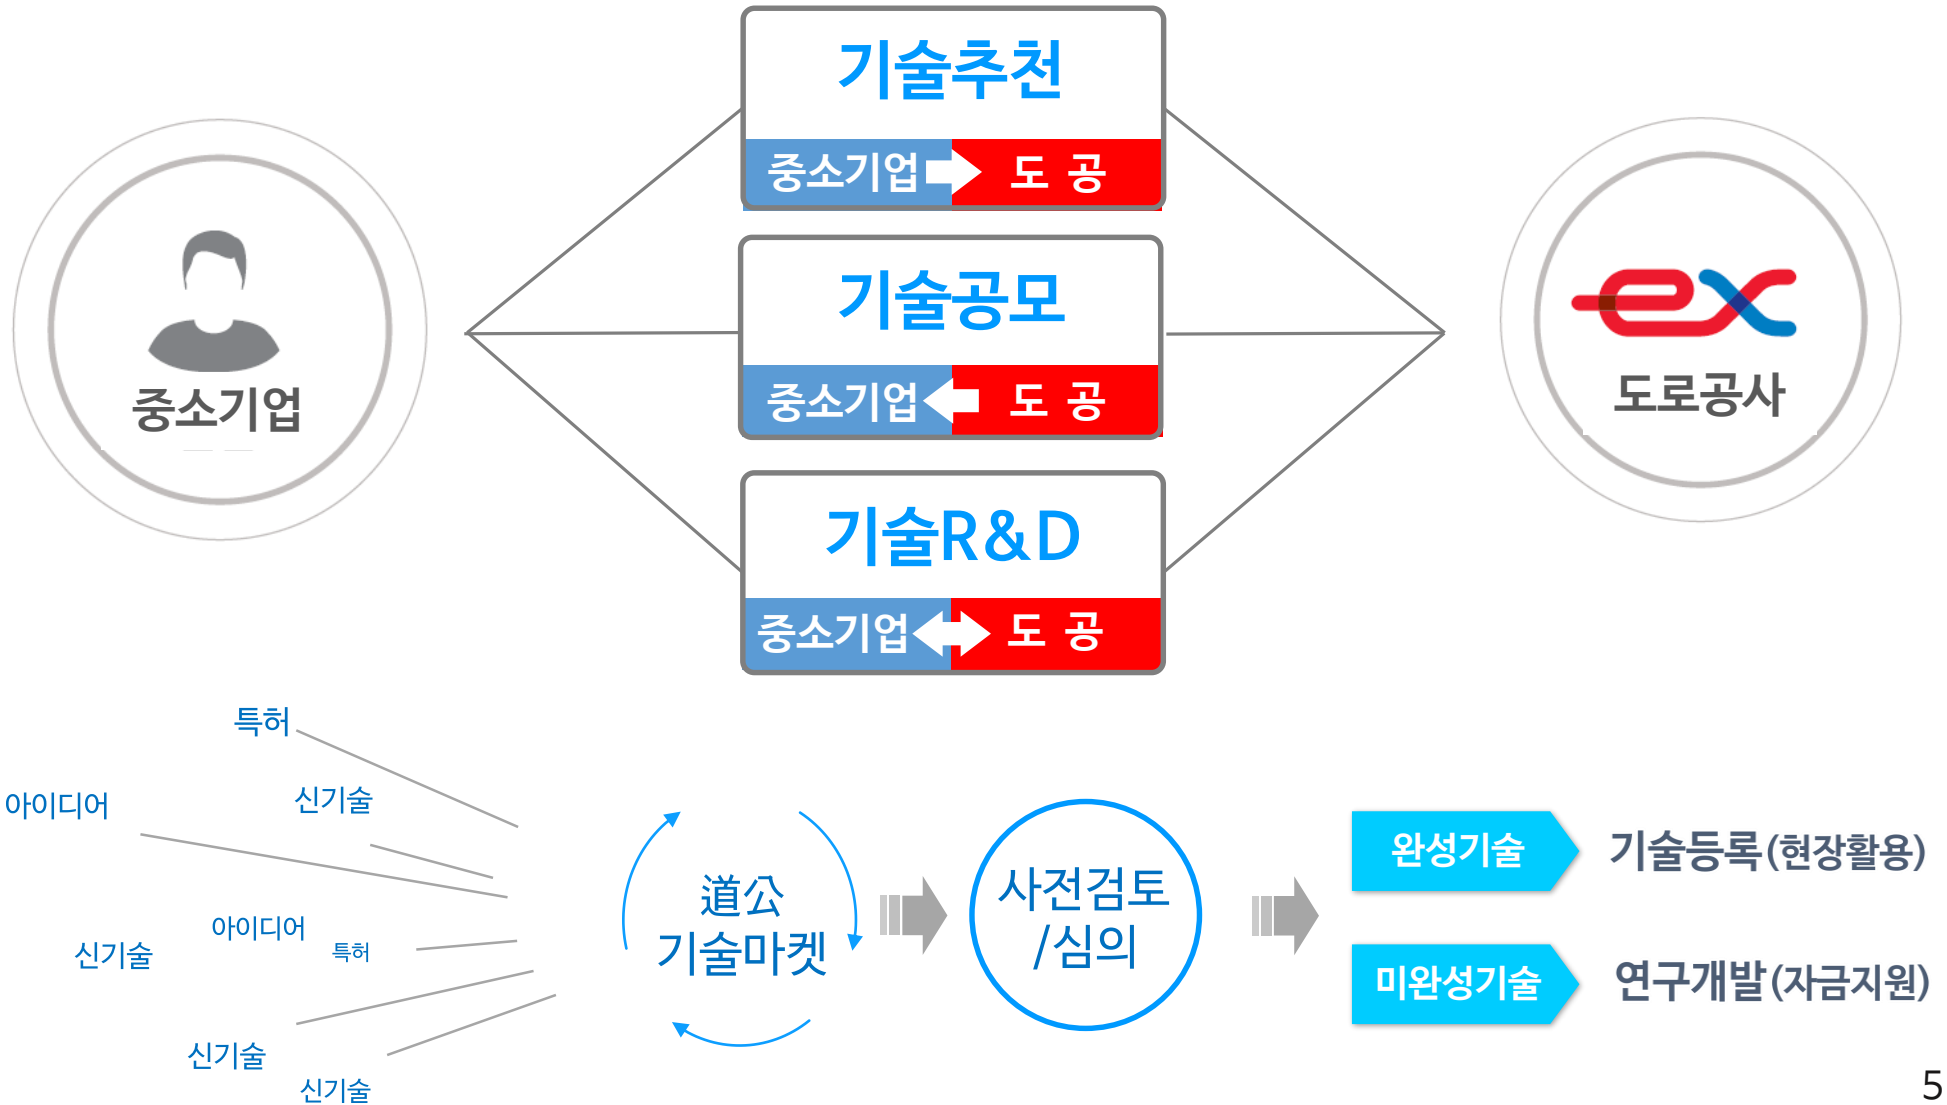 기술추천
중소기업 도 공
기술공모
중소기업 도 공
기술R&D
중소기업 도 공
중소기업
ex
도로공사
특허
아이디어
신기술
아이디어
특허
신기술
신기술
신기술
道公
기술마켓
사전검토
/심의
완성기술
기술등록(현장활용)
미완성기술
연구개발(자금지원)
5